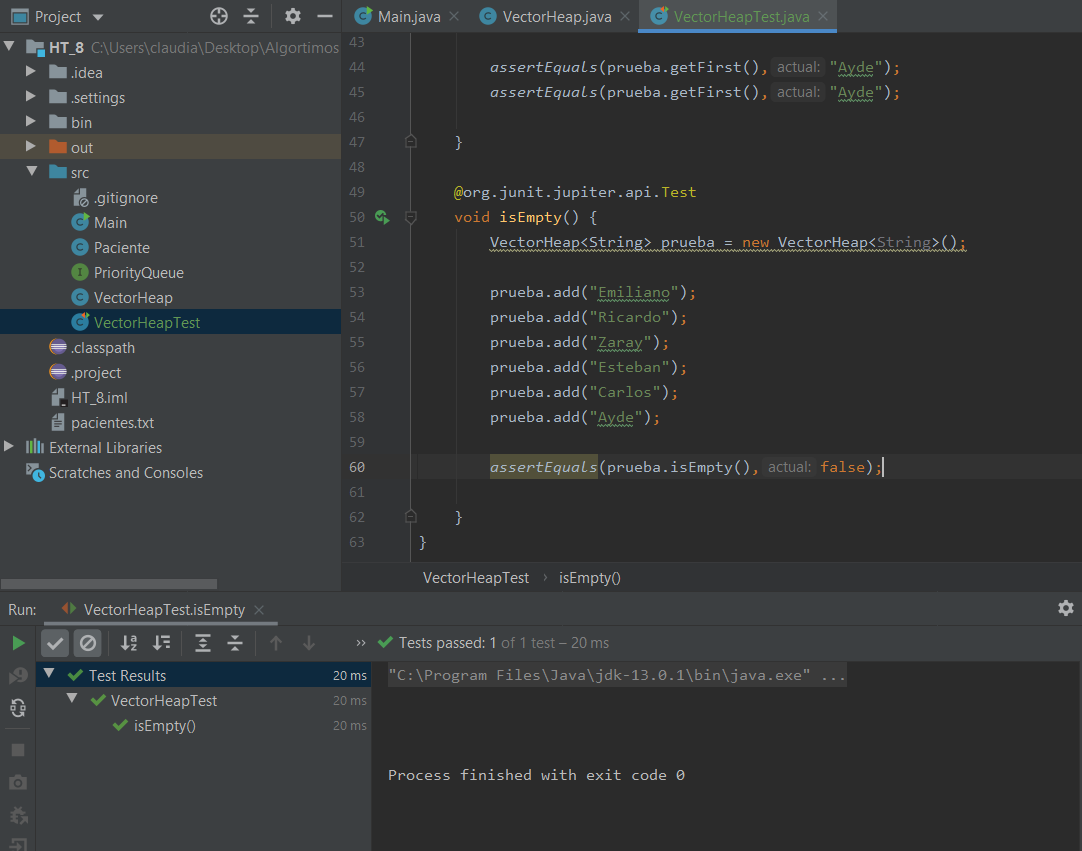 Project
Main.java
VectorHeap.java
VectorHeapTest.java
HT_8 C:\Users\claudia\Desktop\Algortimos
.idea
.settings
bin
out
src
.gitignore
Main
Paciente
PriorityQueue
VectorHeap
VectorHeapTest
.classpath
.project
HT_8.iml
pacientes.txt
External Libraries
Scratches and Consoles
43
44 assertEquals(prueba.getFirst(), actual: "Ayde");
45 assertEquals(prueba.getFirst(), actual: "Ayde");
46
47 }
48
49 @org.junit.jupiter.api.Test
50 void isEmpty() {
51 VectorHeap<String> prueba = new VectorHeap<String>();
52
53 prueba.add("Emiliano");
54 prueba.add("Ricardo");
55 prueba.add("Zaray");
56 prueba.add("Esteban");
57 prueba.add("Carlos");
58 prueba.add("Ayde");
59
60 assertEquals(prueba.isEmpty(), actual: false);
61
62 }
63 }
VectorHeapTest › isEmpty()
Run: VectorHeapTest.isEmpty
» Tests passed: 1 of 1 test – 20 ms
Test Results 20 ms
VectorHeapTest 20 ms
isEmpty() 20 ms
"C:\Program Files\Java\jdk-13.0.1\bin\java.exe" ...
Process finished with exit code 0